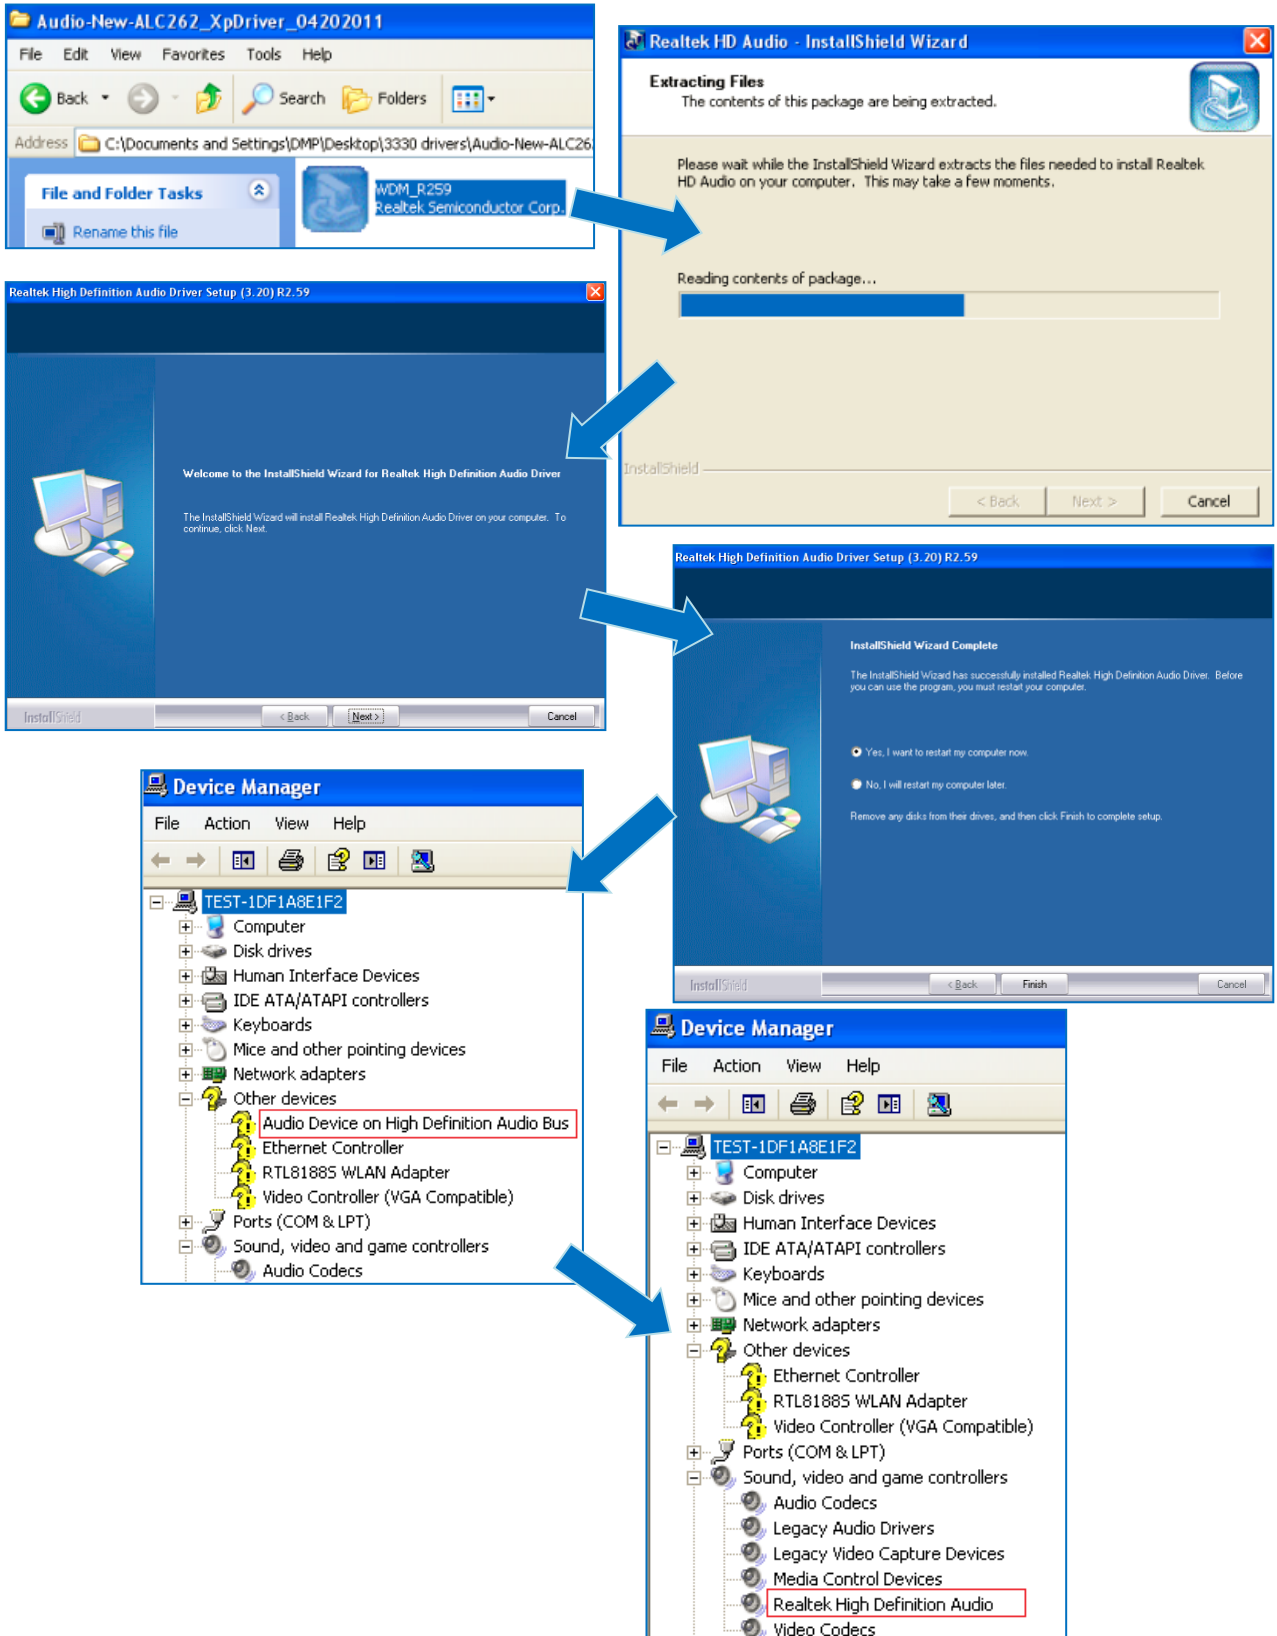 Audio-New-ALC262_XpDriver_04202011
File Edit View Favorites Tools Help
Back Search Folders
Address C:\Documents and Settings\DMP\Desktop\3330 drivers\Audio-New-ALC26
File and Folder Tasks
Rename this file
WDM_R259
Realtek Semiconductor Corp.
Realtek HD Audio - InstallShield Wizard
Extracting Files
The contents of this package are being extracted.
Please wait while the InstallShield Wizard extracts the files needed to install Realtek
HD Audio on your computer. This may take a few moments.
Reading contents of package...
InstallShield
< Back Next > Cancel
Realtek High Definition Audio Driver Setup (3.20) R2.59
Welcome to the InstallShield Wizard for Realtek High Definition Audio Driver
The InstallShield Wizard will install Realtek High Definition Audio Driver on your computer. To
continue, click Next.
InstallShield
< Back Next > Cancel
Realtek High Definition Audio Driver Setup (3.20) R2.59
InstallShield Wizard Complete
The InstallShield Wizard has successfully installed Realtek High Definition Audio Driver. Before
you can use the program, you must restart your computer.
Yes, I want to restart my computer now.
No, I will restart my computer later.
Remove any disks from their drives, and then click Finish to complete setup.
InstallShield
< Back Finish Cancel
Device Manager
File Action View Help
TEST-1DF1A8E1F2
Computer
Disk drives
Human Interface Devices
IDE ATA/ATAPI controllers
Keyboards
Mice and other pointing devices
Network adapters
Other devices
Audio Device on High Definition Audio Bus
Ethernet Controller
RTL8188S WLAN Adapter
Video Controller (VGA Compatible)
Ports (COM & LPT)
Sound, video and game controllers
Audio Codecs
Device Manager
File Action View Help
TEST-1DF1A8E1F2
Computer
Disk drives
Human Interface Devices
IDE ATA/ATAPI controllers
Keyboards
Mice and other pointing devices
Network adapters
Other devices
Ethernet Controller
RTL8188S WLAN Adapter
Video Controller (VGA Compatible)
Ports (COM & LPT)
Sound, video and game controllers
Audio Codecs
Legacy Audio Drivers
Legacy Video Capture Devices
Media Control Devices
Realtek High Definition Audio
Video Codecs